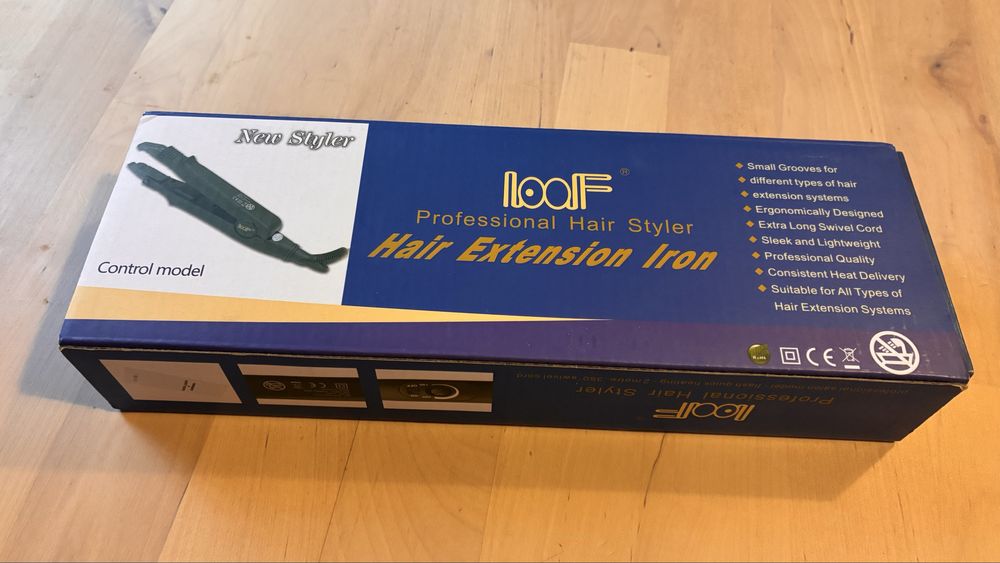 New Styler
Control model
LOOF®
Professional Hair Styler
Hair Extension Iron
Small Grooves for
different types of hair
extension systems
Ergonomically Designed
Extra Long Swivel Cord
Sleek and Lightweight
Professional Quality
Consistent Heat Delivery
Suitable for All Types of
Hair Extension Systems
CE
LOOF
Professional Hair Styler